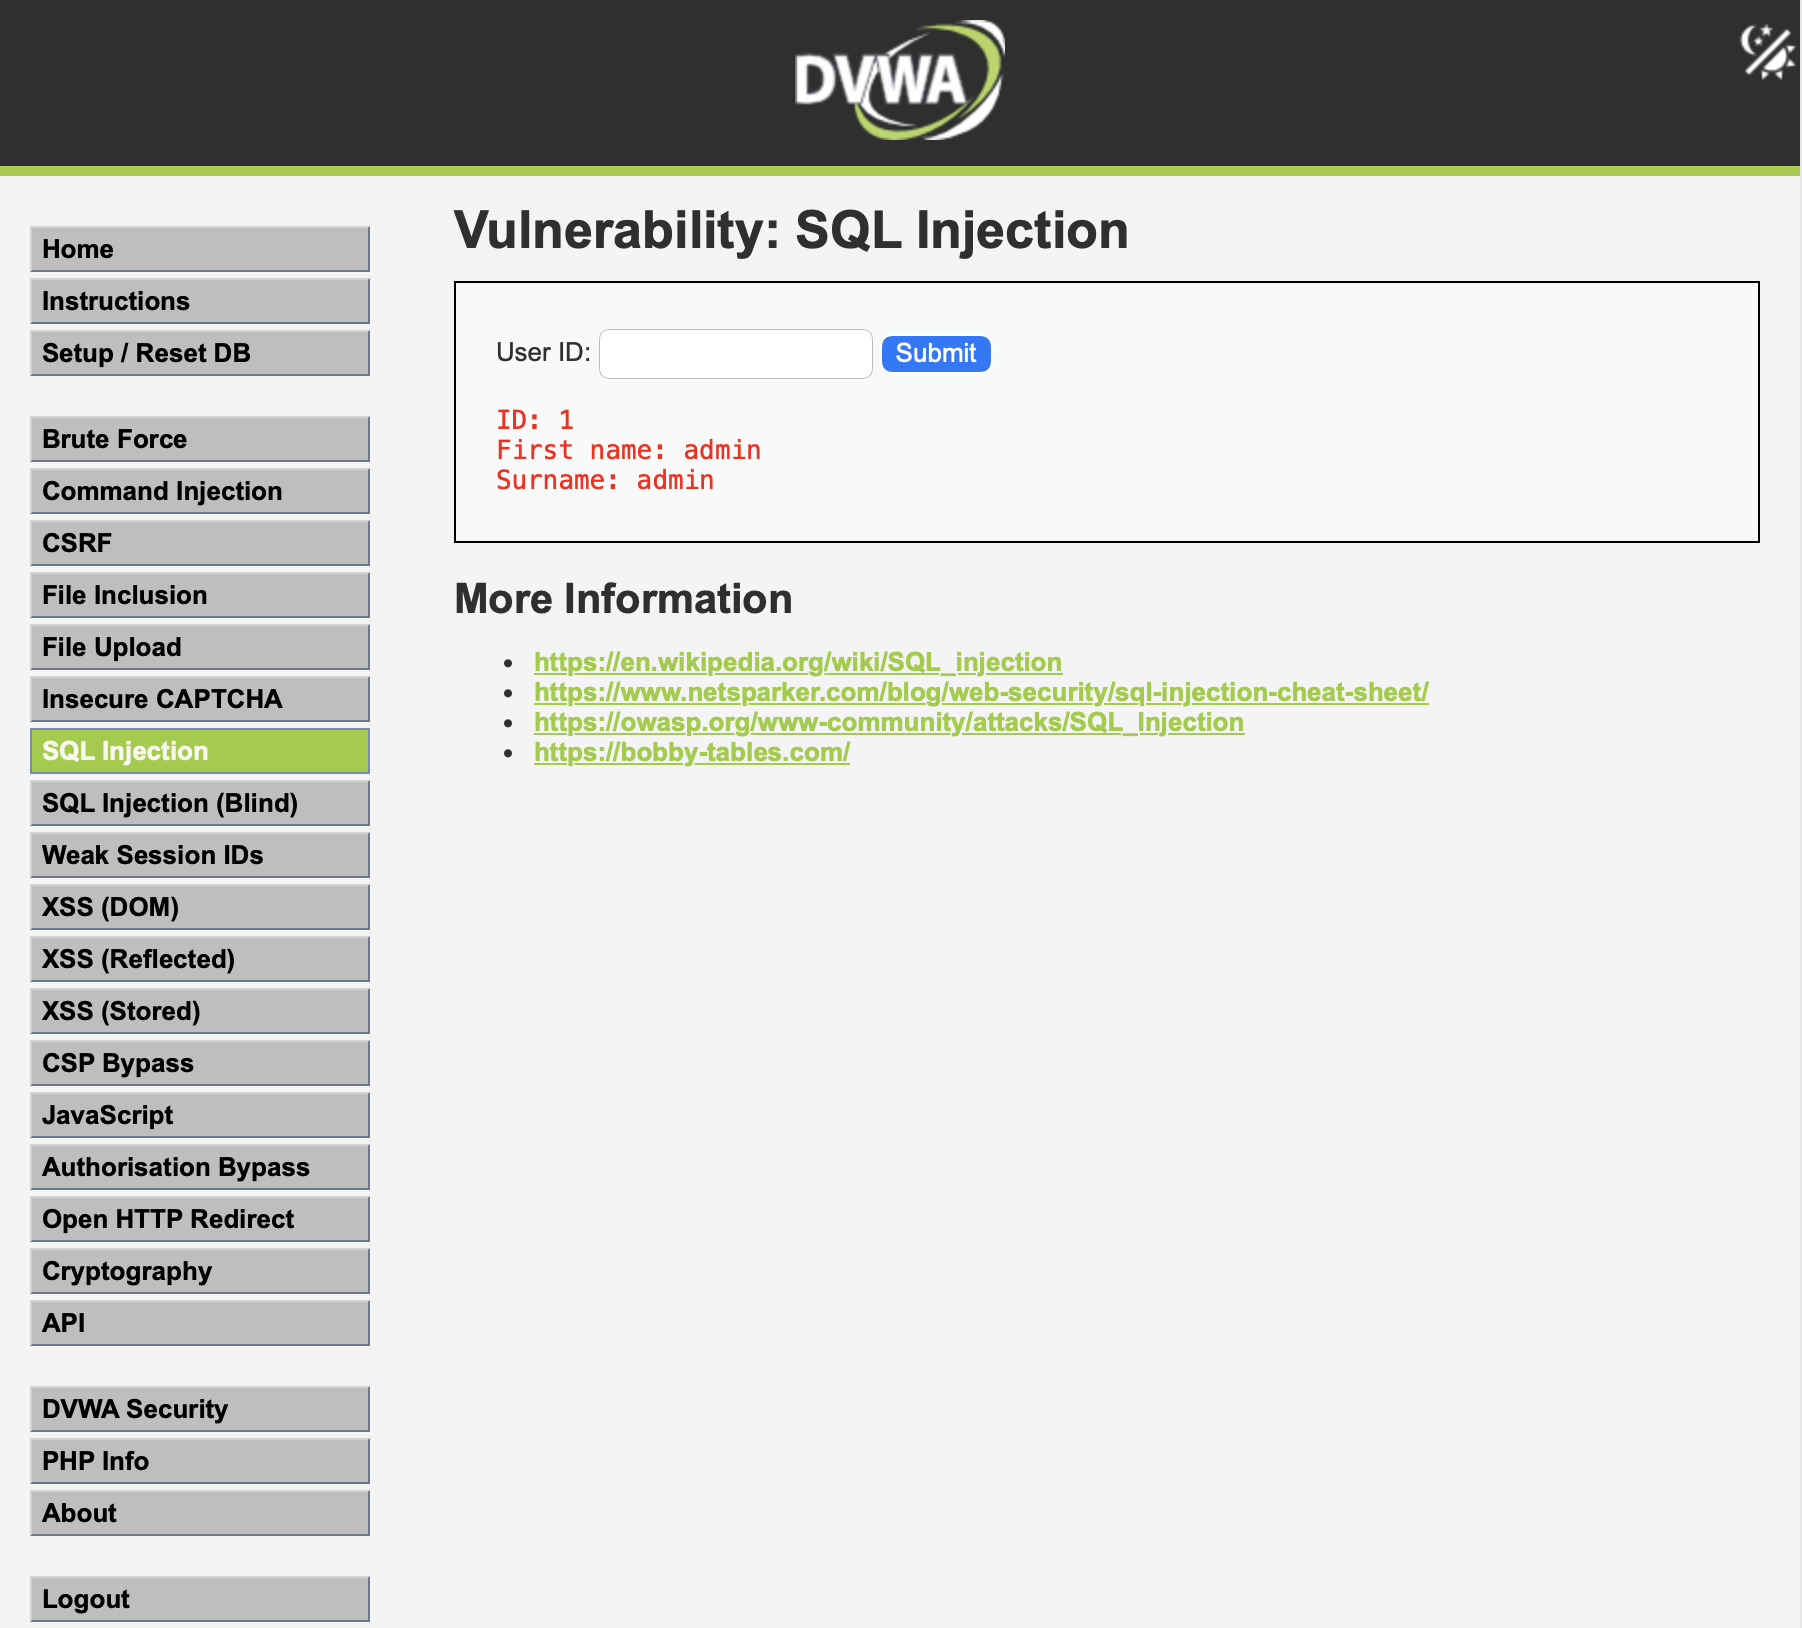 DVWA
Home
Instructions
Setup / Reset DB
Brute Force
Command Injection
CSRF
File Inclusion
File Upload
Insecure CAPTCHA
SQL Injection
SQL Injection (Blind)
Weak Session IDs
XSS (DOM)
XSS (Reflected)
XSS (Stored)
CSP Bypass
JavaScript
Authorisation Bypass
Open HTTP Redirect
Cryptography
API
DVWA Security
PHP Info
About
Logout
Vulnerability: SQL Injection
User ID: Submit
ID: 1
First name: admin
Surname: admin
More Information
https://en.wikipedia.org/wiki/SQL_injection
https://www.netsparker.com/blog/web-security/sql-injection-cheat-sheet/
https://owasp.org/www-community/attacks/SQL_Injection
https://bobby-tables.com/